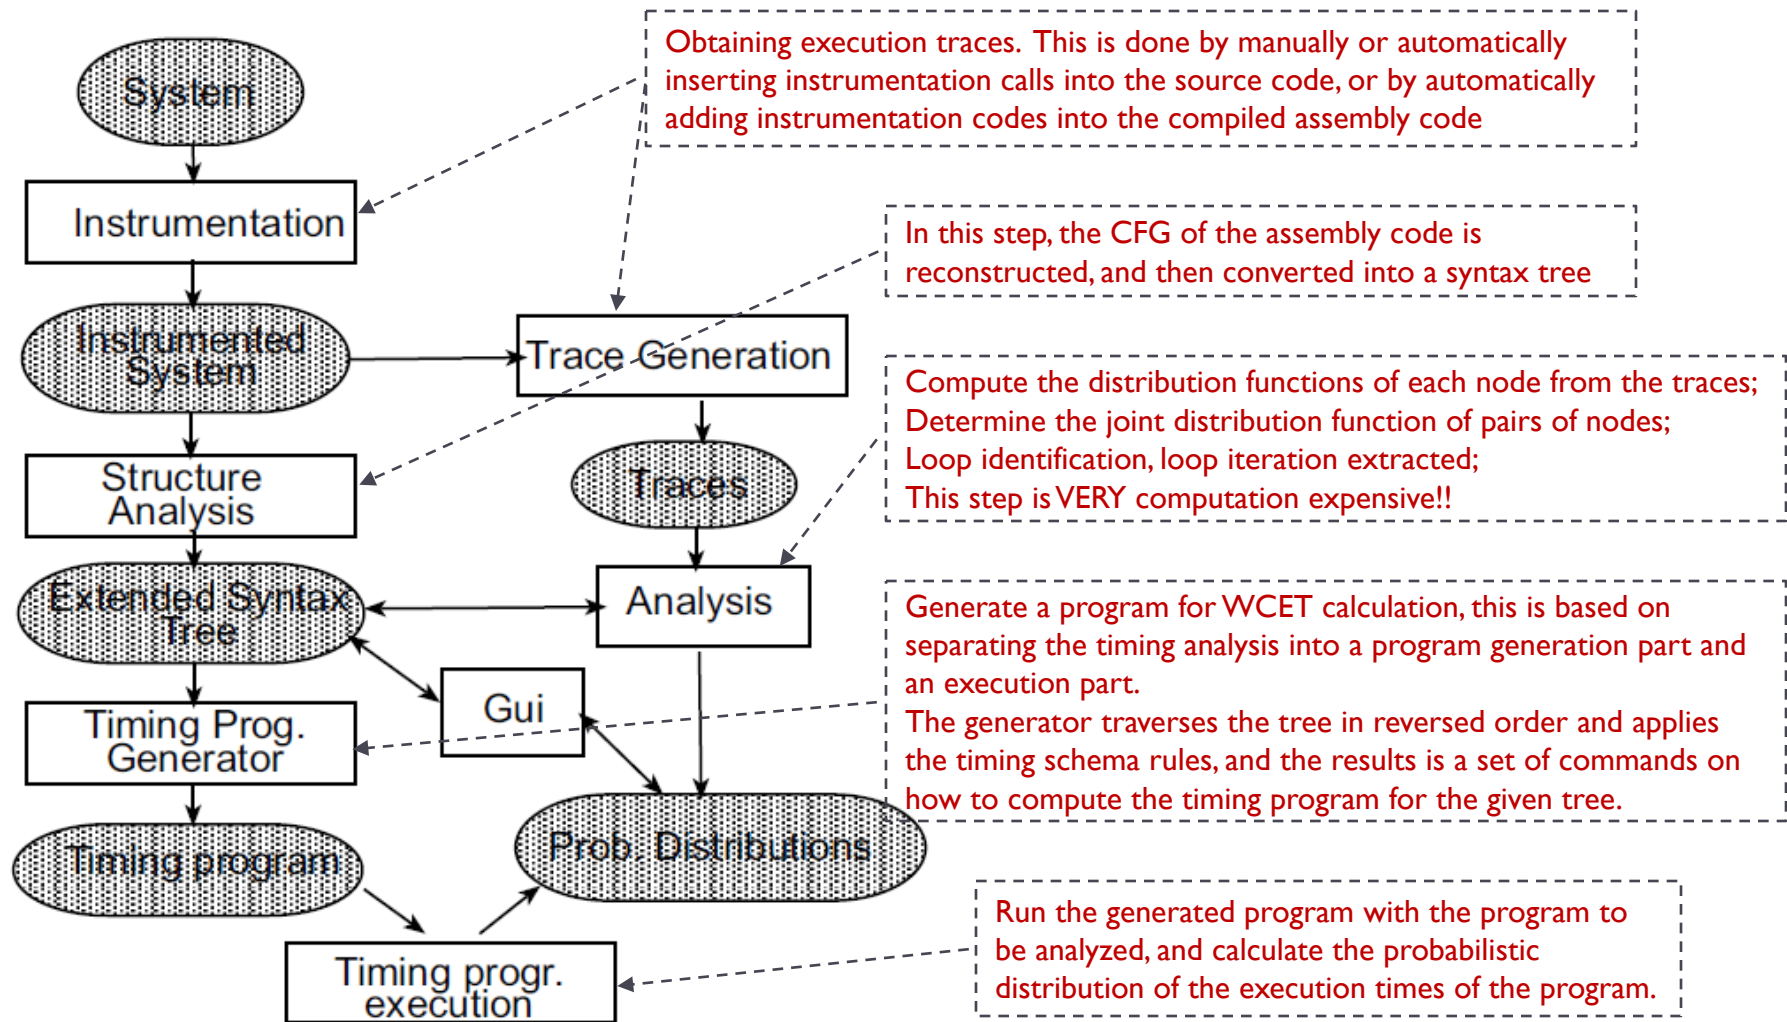 System
Obtaining execution traces. This is done by manually or automatically
inserting instrumentation calls into the source code, or by automatically
adding instrumentation codes into the compiled assembly code
Instrumentation
In this step, the CFG of the assembly code is
reconstructed, and then converted into a syntax tree
Instrumented
System
Trace Generation
Compute the distribution functions of each node from the traces;
Determine the joint distribution function of pairs of nodes;
Loop identification, loop iteration extracted;
This step is VERY computation expensive!!
Structure
Analysis
Traces
Extended Syntax
Tree
Analysis
Generate a program for WCET calculation, this is based on
separating the timing analysis into a program generation part and
an execution part.
The generator traverses the tree in reversed order and applies
the timing schema rules, and the results is a set of commands on
how to compute the timing program for the given tree.
Gui
Timing Prog.
Generator
Timing program
Prob. Distributions
Run the generated program with the program to
be analyzed, and calculate the probabilistic
distribution of the execution times of the program.
Timing progr.
execution